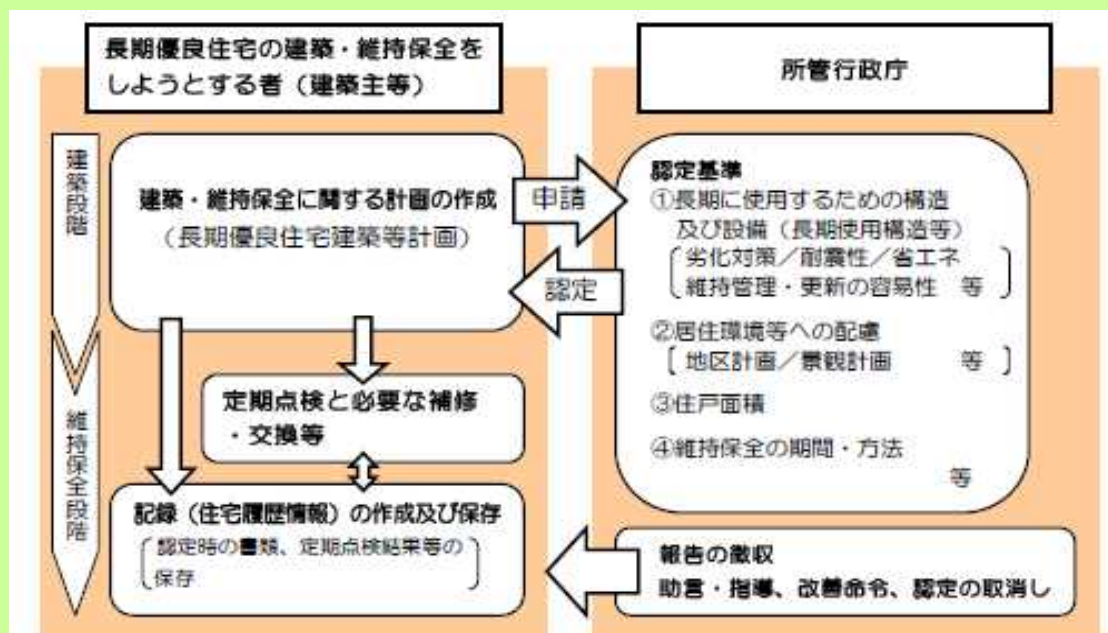 長期優良住宅の建築・維持保全を
しようとする者（建築主等）
所管行政庁
建築段階
建築・維持保全に関する計画の作成
（長期優良住宅建築等計画）
申請
認定
認定基準
①長期に使用するための構造
及び設備（長期使用構造等）
劣化対策／耐震性／省エネ
維持管理・更新の容易性　等
②居住環境等への配慮
地区計画／景観計画　等
③住戸面積
④維持保全の期間・方法
等
維持保全段階
定期点検と必要な補修
・交換等
記録（住宅履歴情報）の作成及び保存
認定時の書類、定期点検結果等の
保存
報告の徴収
助言・指導、改善命令、認定の取消し